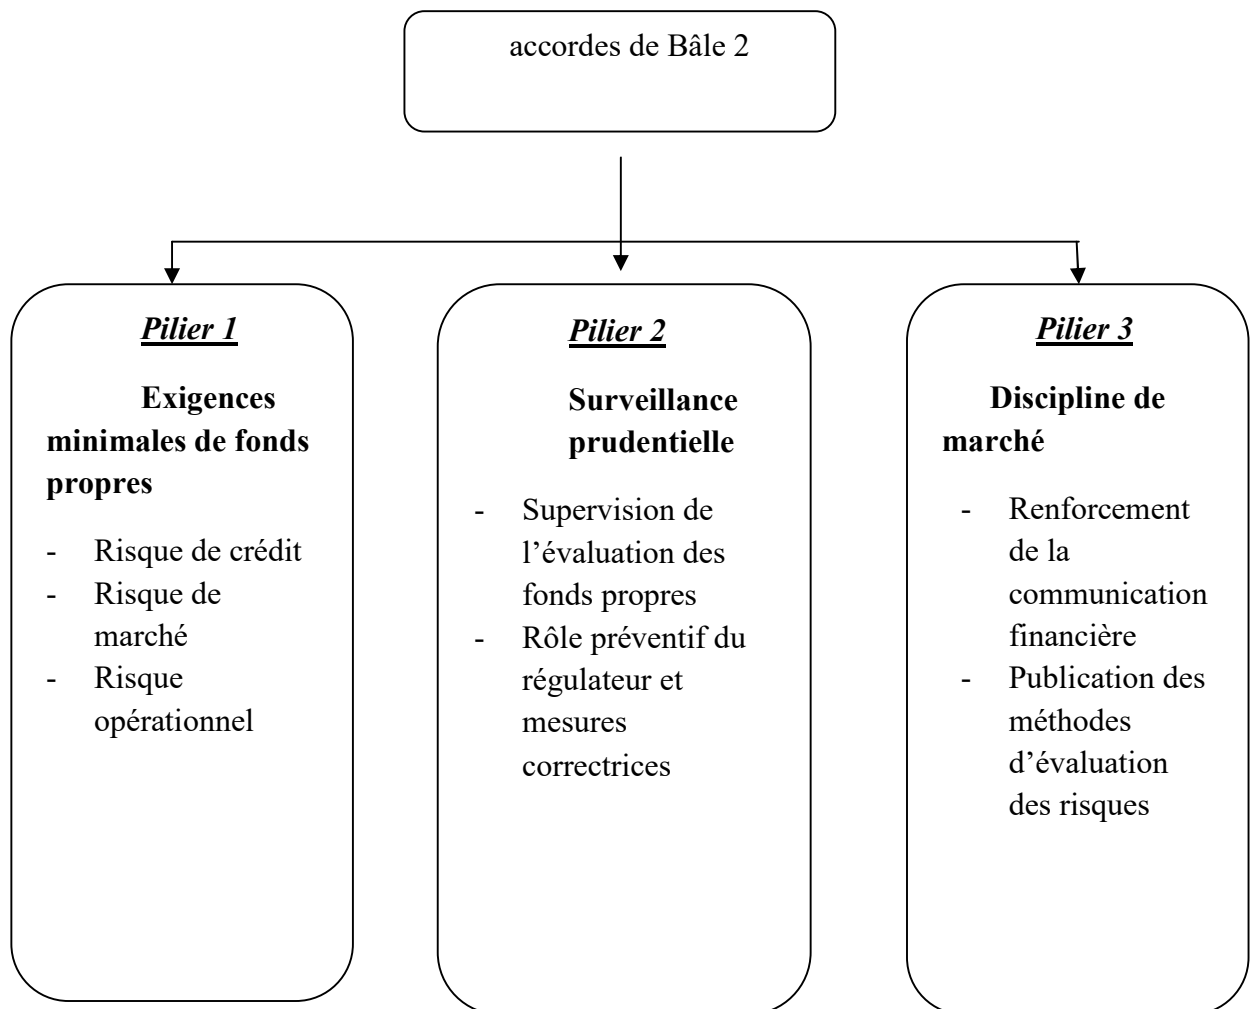 accordes de Bâle 2
Pilier 1
Exigences
minimales de fonds
propres
- Risque de crédit
- Risque de
marché
- Risque
opérationnel
Pilier 2
Surveillance
prudentielle
- Supervision de
l’évaluation des
fonds propres
- Rôle préventif du
régulateur et
mesures
correctrices
Pilier 3
Discipline de
marché
- Renforcement
de la
communication
financière
- Publication des
méthodes
d’évaluation
des risques